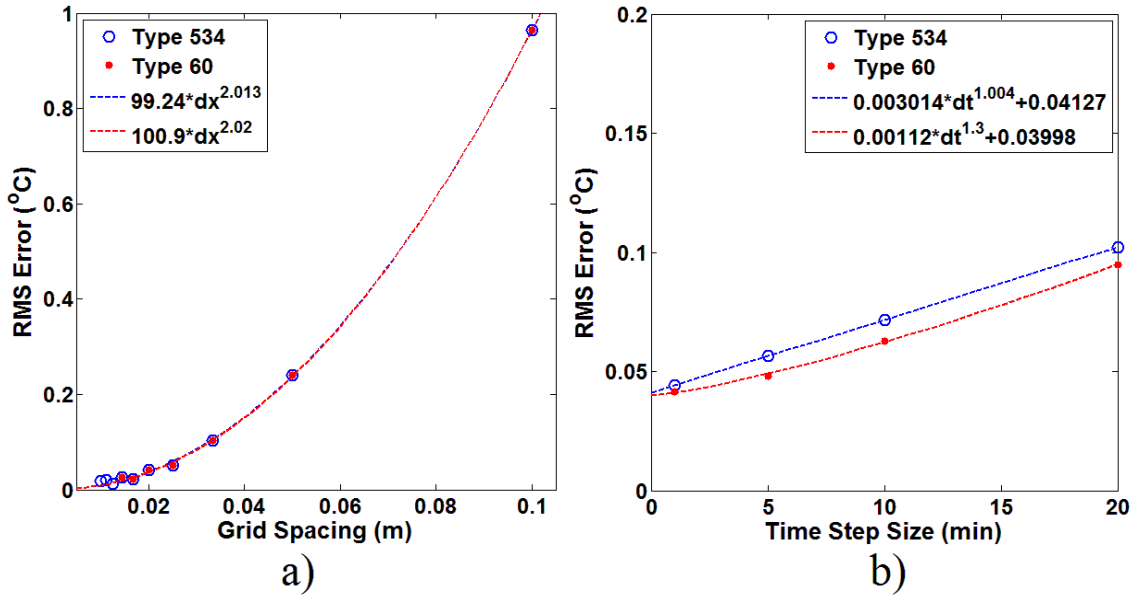 1
0.8
0.6
0.4
0.2
0
RMS Error (°C)
Type 534
Type 60
99.24*dx^2.013
100.9*dx^2.02
0.02
0.04
0.06
0.08
0.1
Grid Spacing (m)
a)
0.2
0.15
0.1
0.05
0
RMS Error (°C)
Type 534
Type 60
0.003014*dt^1.004+0.04127
0.00112*dt^1.3+0.03998
0
5
10
15
20
Time Step Size (min)
b)